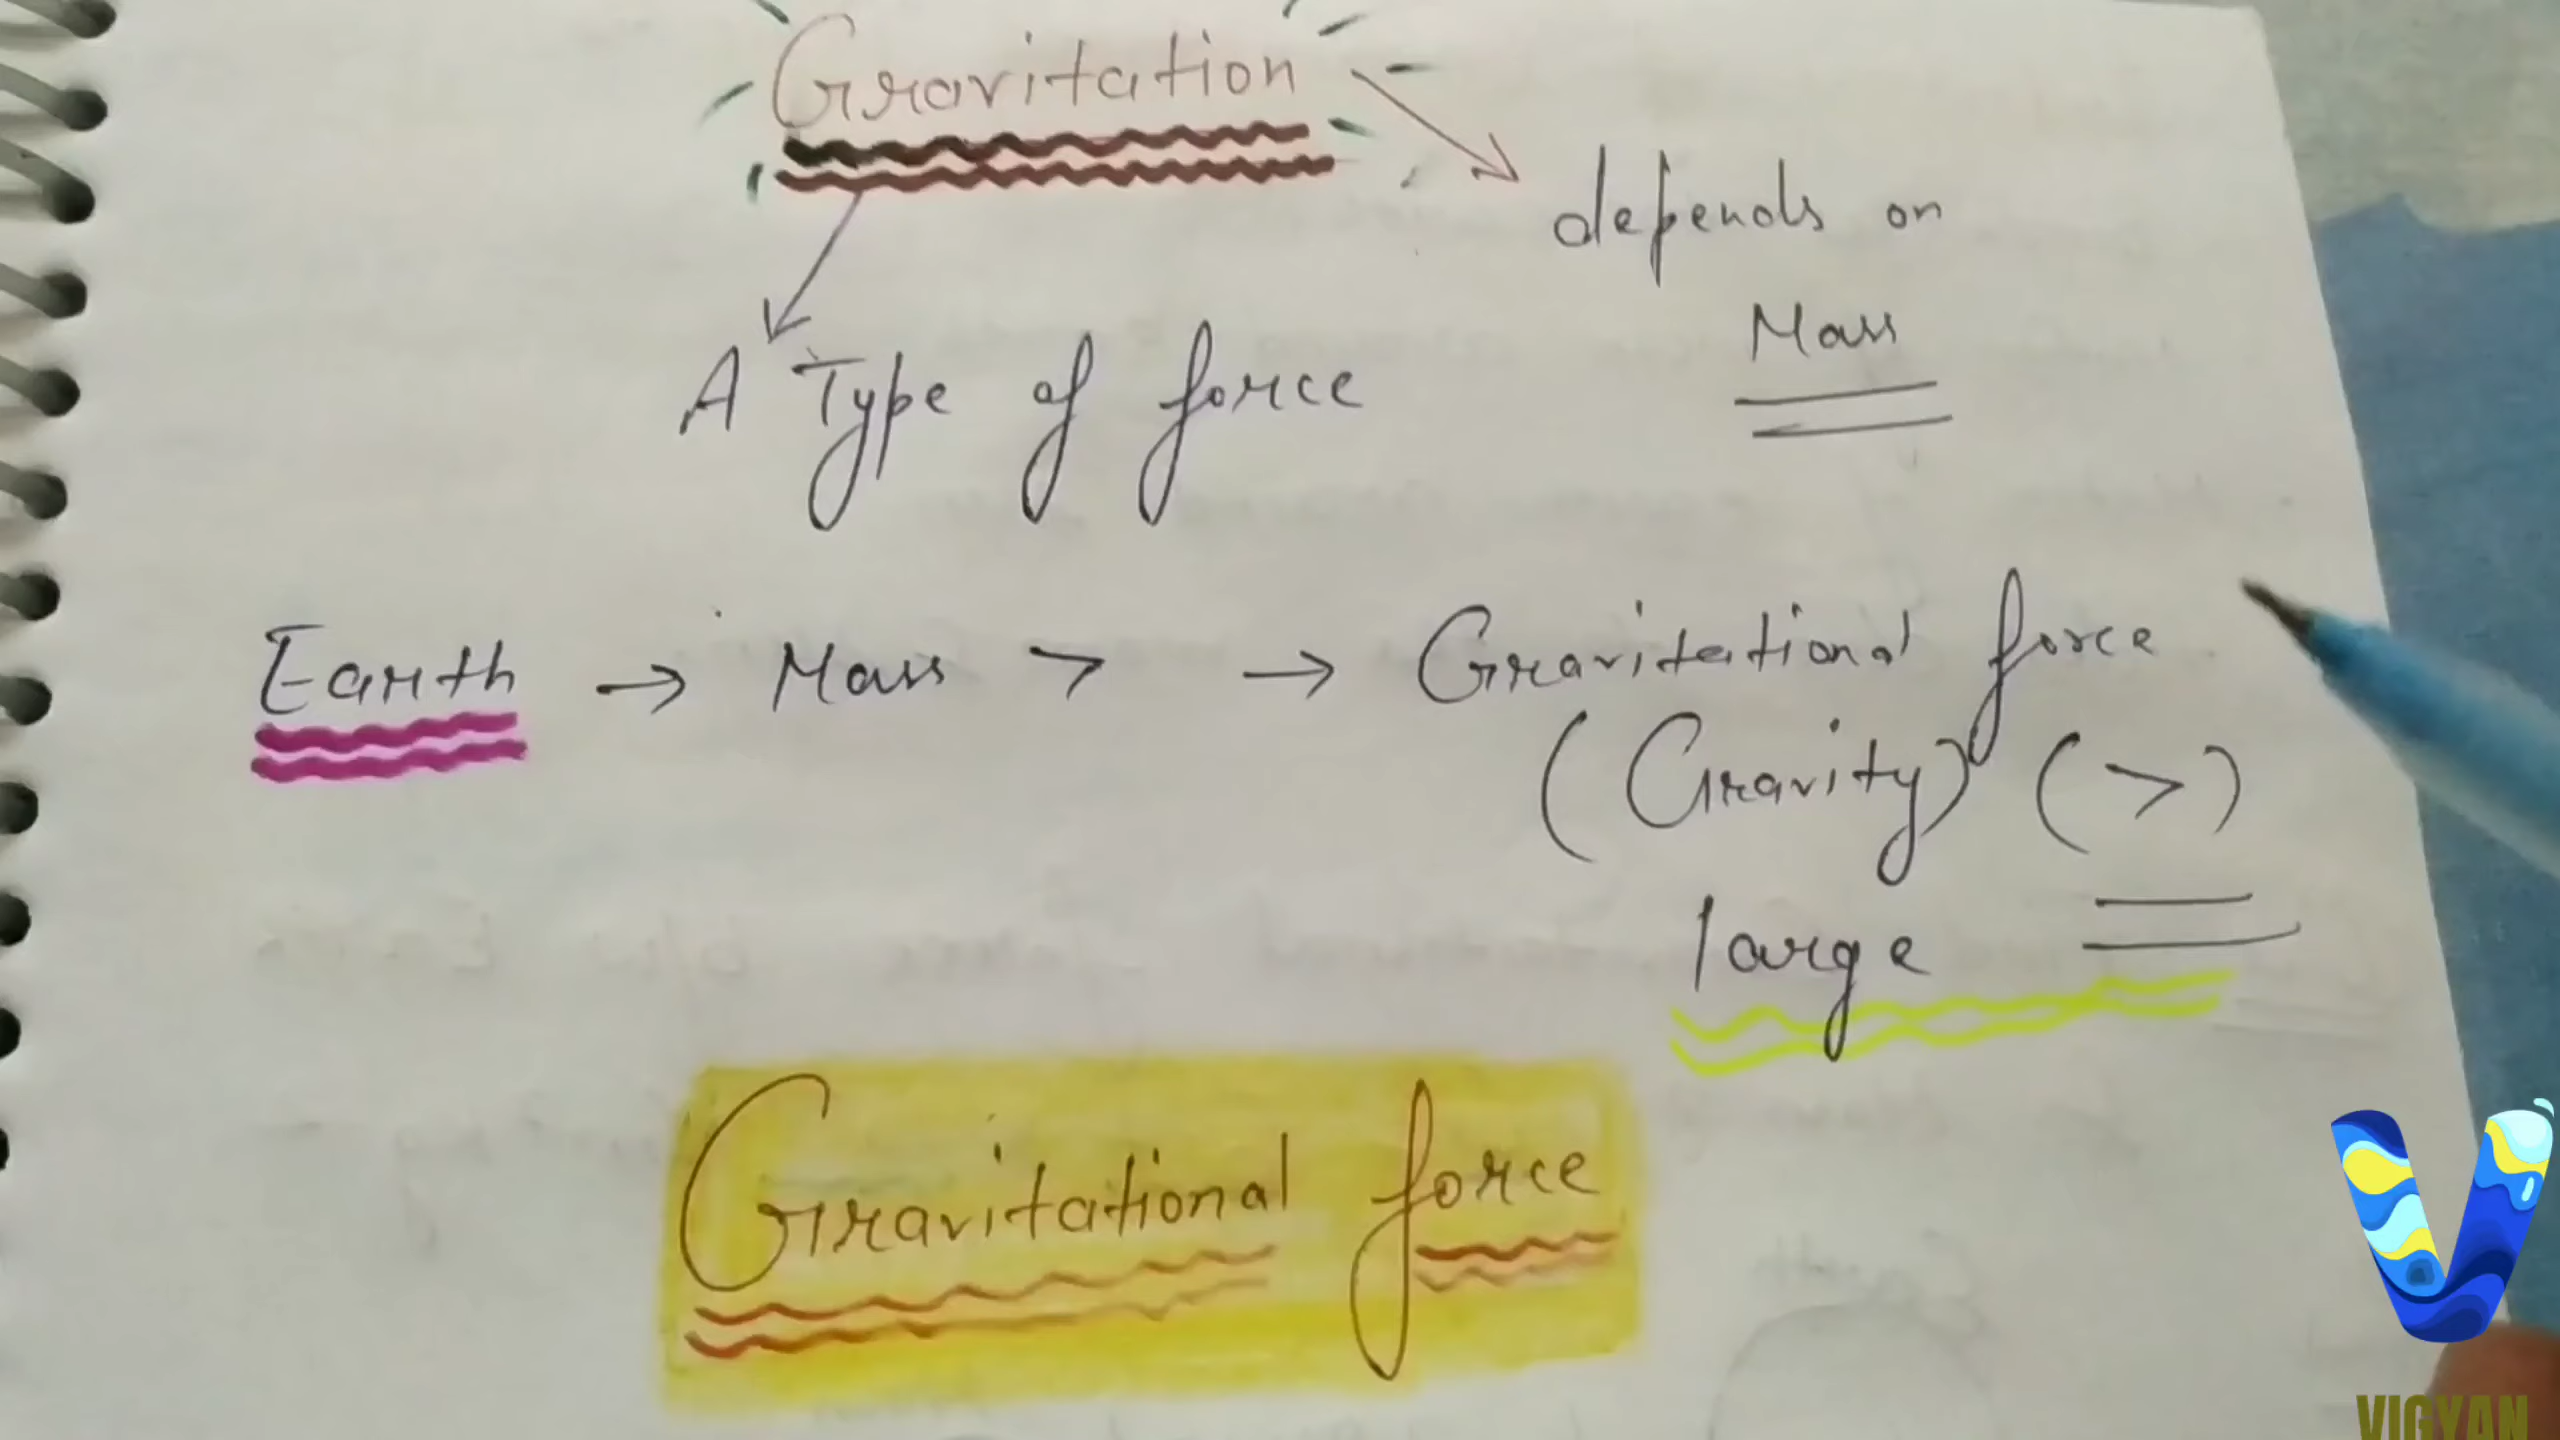 Gravitation
depends on
Mass
A Type of force
Earth → Mass > → Gravitational force
(Gravity) (>)
large
Gravitational force
VIGYAN